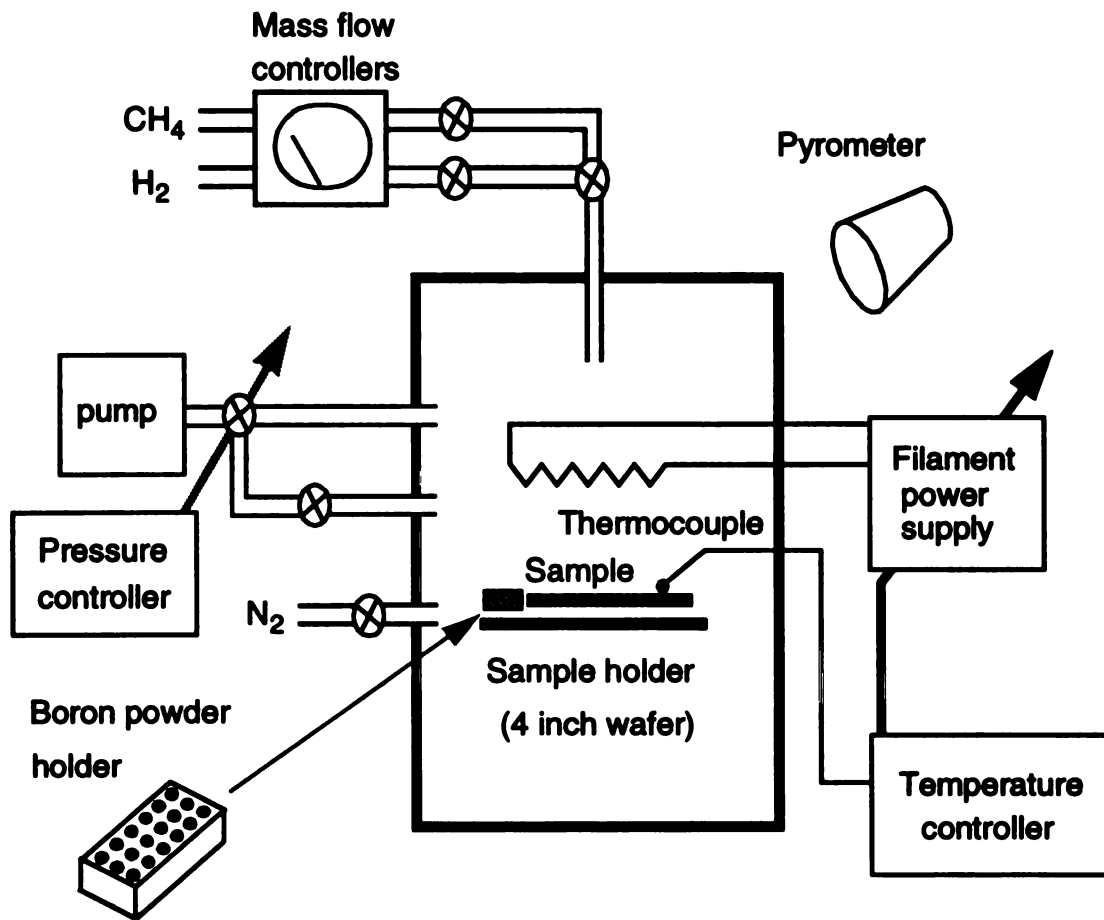 Mass flow
controllers
CH₄
H₂
Pyrometer
pump
Filament
power
supply
Thermocouple
Pressure
controller
Sample
N₂
Sample holder
(4 inch wafer)
Boron powder
holder
Temperature
controller